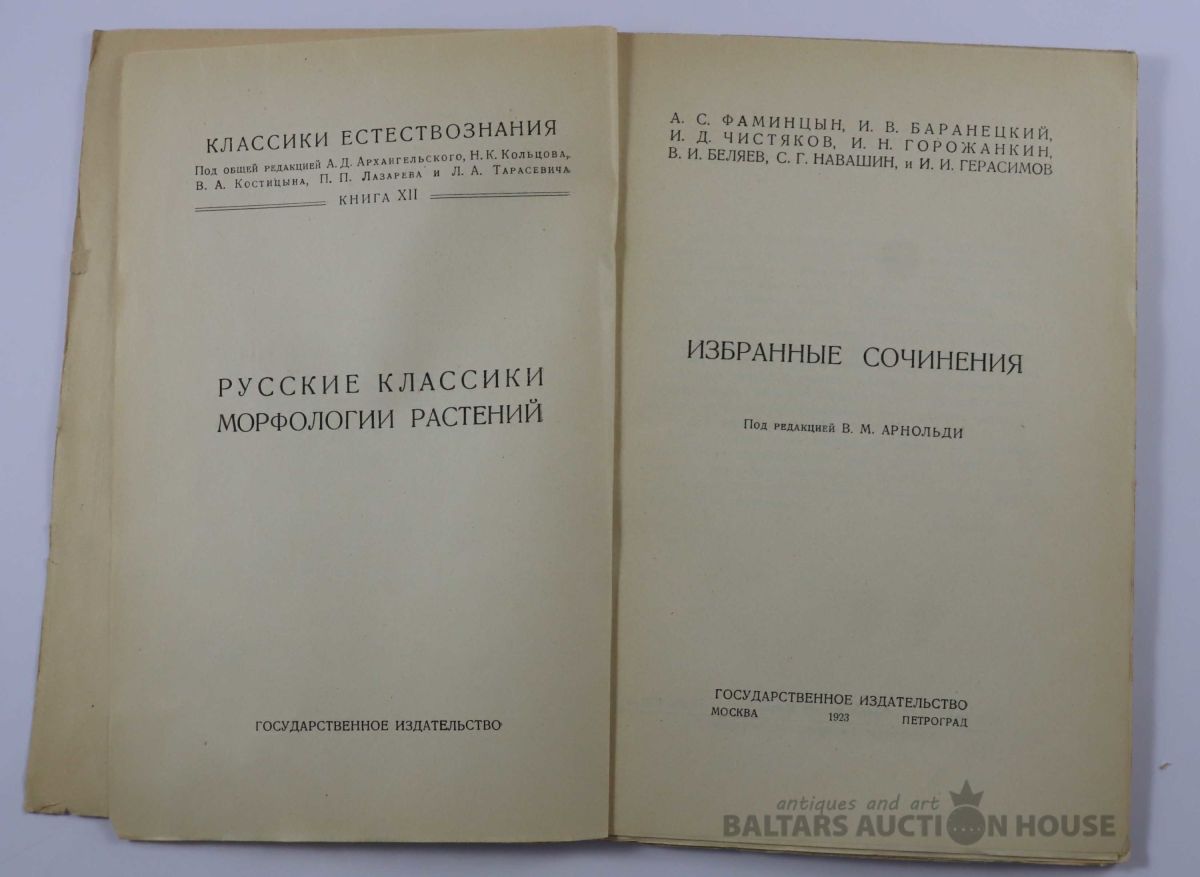 КЛАССИКИ ЕСТЕСТВОЗНАНИЯ
Под общей редакцией А. Д. Архангельского, Н. К. Кольцова,
В. А. Костицына, П. П. Лазарева и Л. А. Тарасевича
КНИГА XII
РУССКИЕ КЛАССИКИ
МОРФОЛОГИИ РАСТЕНИЙ
ГОСУДАРСТВЕННОЕ ИЗДАТЕЛЬСТВО
А. С. ФАМИНЦЫН, И. В. БАРАНЕЦКИЙ,
И. Д. ЧИСТЯКОВ, И. Н. ГОРОЖАНКИН,
В. И. БЕЛЯЕВ, С. Г. НАВАШИН, и И. И. ГЕРАСИМОВ
ИЗБРАННЫЕ СОЧИНЕНИЯ
Под редакцией В. М. АРНОЛЬДИ
ГОСУДАРСТВЕННОЕ ИЗДАТЕЛЬСТВО
МОСКВА 1923 ПЕТРОГРАД
antiques and art
BALTARS AUCTION HOUSE